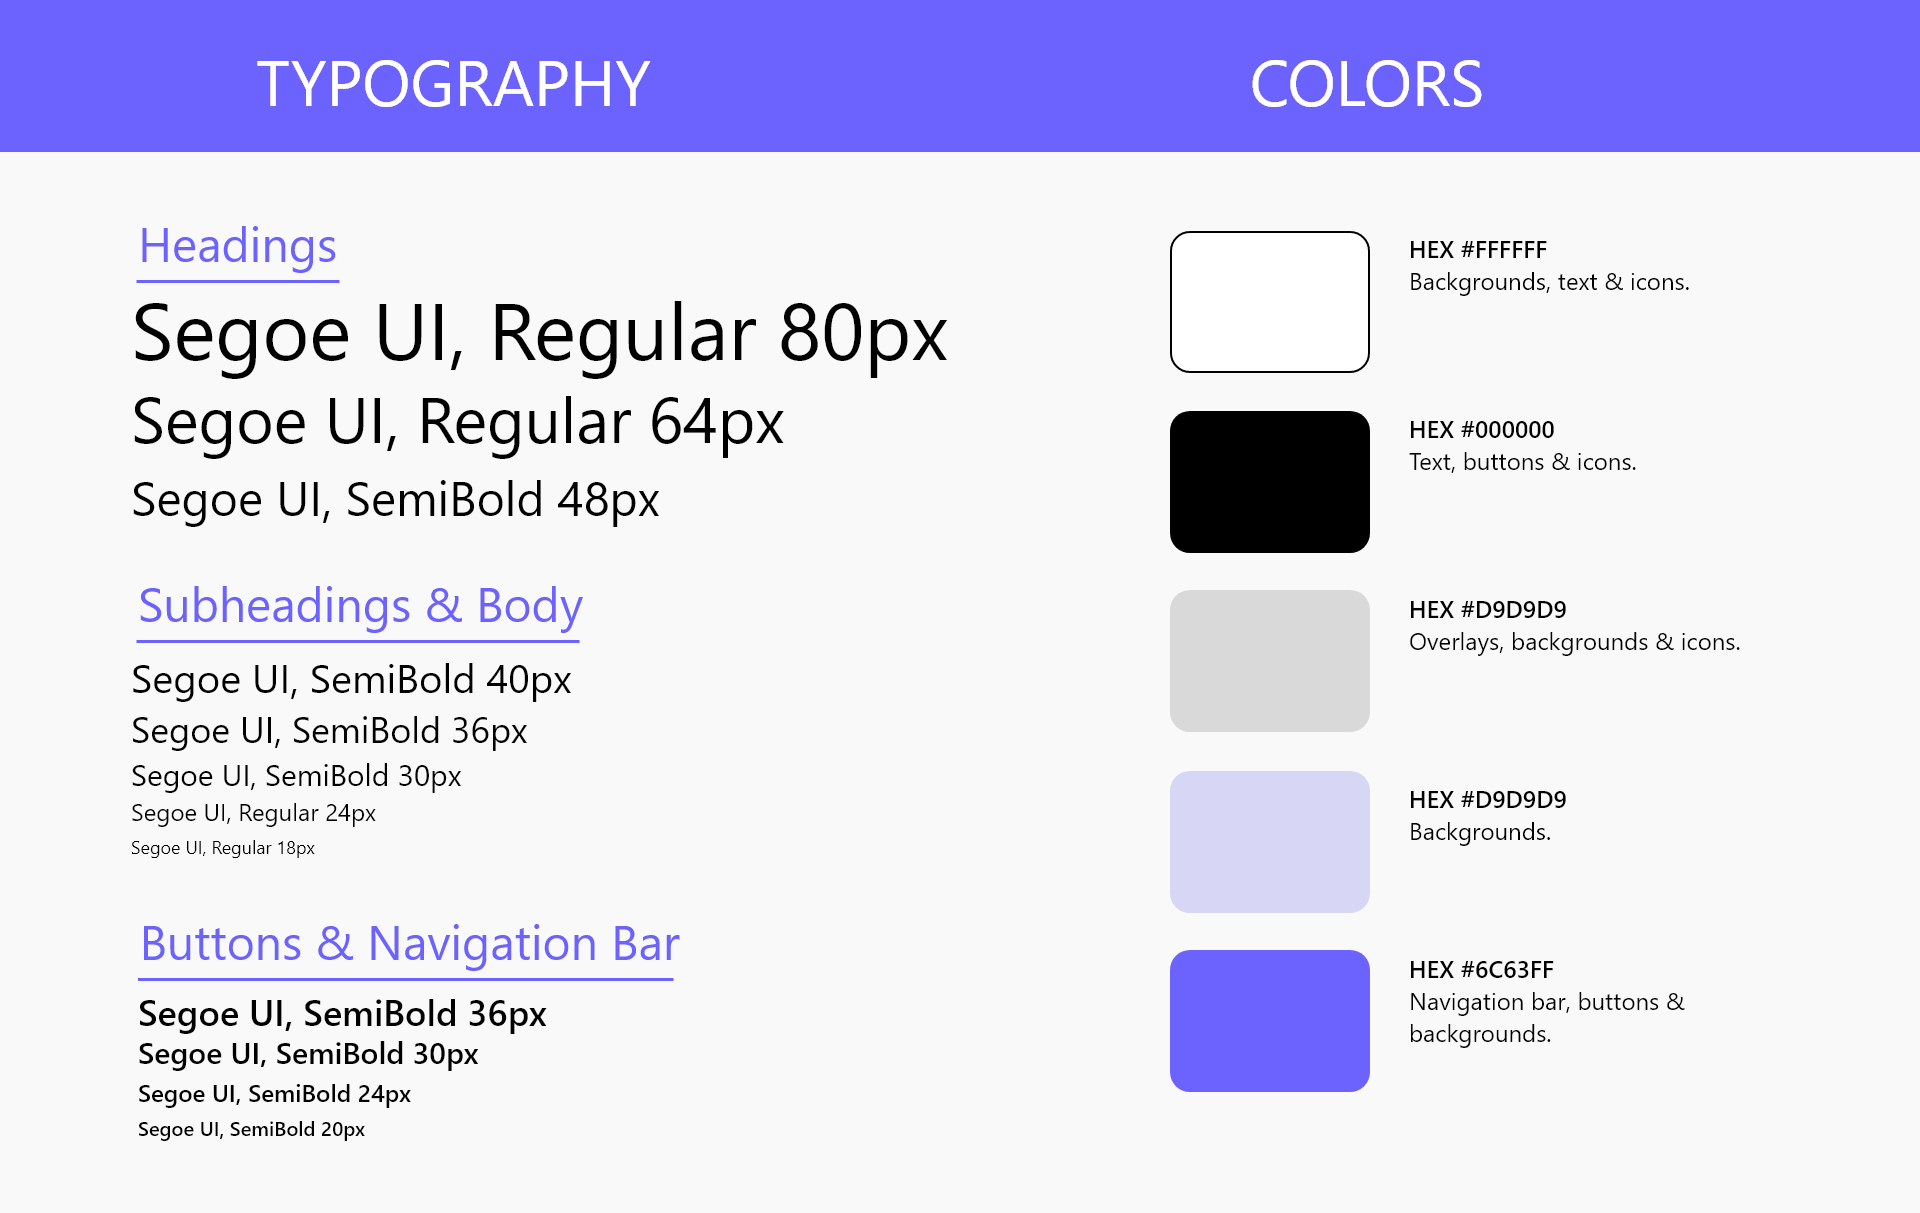 TYPOGRAPHY
Headings
Segoe UI, Regular 80px
Segoe UI, Regular 64px
Segoe UI, SemiBold 48px
Subheadings & Body
Segoe UI, SemiBold 40px
Segoe UI, SemiBold 36px
Segoe UI, SemiBold 30px
Segoe UI, Regular 24px
Segoe UI, Regular 18px
Buttons & Navigation Bar
Segoe UI, SemiBold 36px
Segoe UI, SemiBold 30px
Segoe UI, SemiBold 24px
Segoe UI, SemiBold 20px
COLORS
HEX #FFFFFF
Backgrounds, text & icons.
HEX #000000
Text, buttons & icons.
HEX #D9D9D9
Overlays, backgrounds & icons.
HEX #D9D9D9
Backgrounds.
HEX #6C63FF
Navigation bar, buttons &
backgrounds.